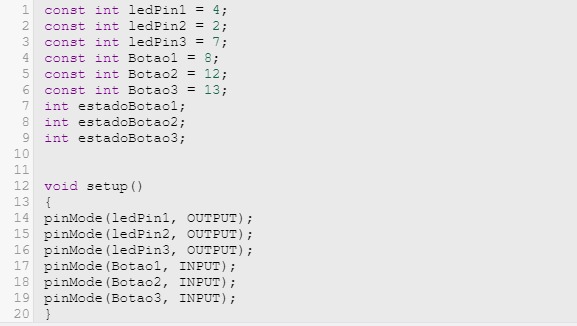 1 const int ledPin1 = 4;
2 const int ledPin2 = 2;
3 const int ledPin3 = 7;
4 const int Botao1 = 8;
5 const int Botao2 = 12;
6 const int Botao3 = 13;
7 int estadoBotao1;
8 int estadoBotao2;
9 int estadoBotao3;
10
11
12 void setup()
13 {
14 pinMode(ledPin1, OUTPUT);
15 pinMode(ledPin2, OUTPUT);
16 pinMode(ledPin3, OUTPUT);
17 pinMode(Botao1, INPUT);
18 pinMode(Botao2, INPUT);
19 pinMode(Botao3, INPUT);
20 }